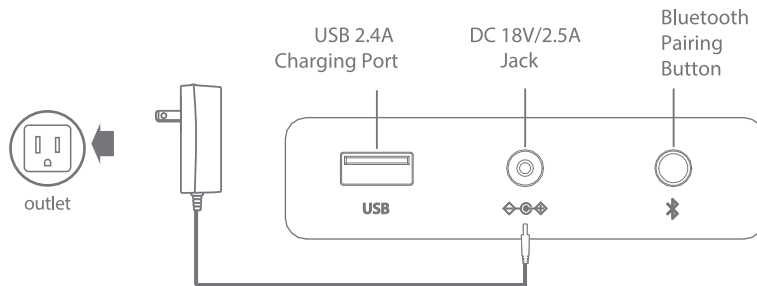 USB 2.4A
Charging Port
DC 18V/2.5A
Jack
Bluetooth
Pairing
Button
outlet
USB